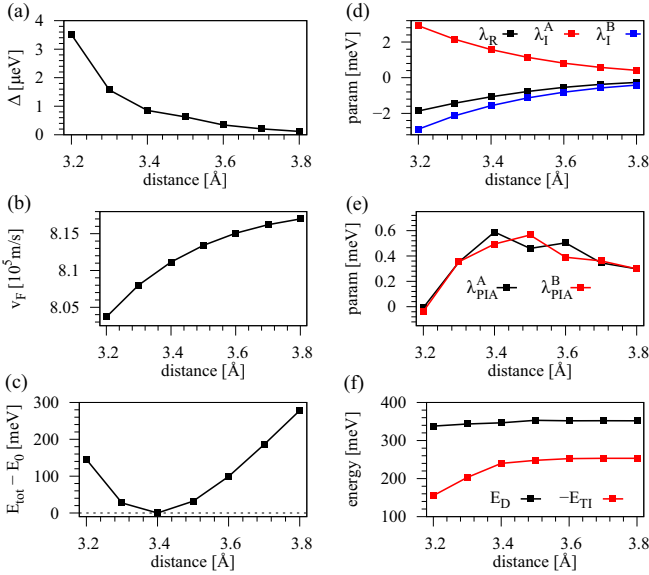 (a)
4
3
2
1
0
Δ [μeV]
3.2 3.4 3.6 3.8
distance [Å]
(d)
2
0
−2
param [meV]
λ_R λ_I^A λ_I^B
3.2 3.4 3.6 3.8
distance [Å]
(b)
8.15
8.10
8.05
v_F [10^5 m/s]
3.2 3.4 3.6 3.8
distance [Å]
(e)
0.6
0.4
0.2
0
param [meV]
λ_PIA^A λ_PIA^B
3.2 3.4 3.6 3.8
distance [Å]
(c)
300
200
100
0
E_tot − E_0 [meV]
3.2 3.4 3.6 3.8
distance [Å]
(f)
400
300
200
100
energy [meV]
E_D −E_TI
3.2 3.4 3.6 3.8
distance [Å]